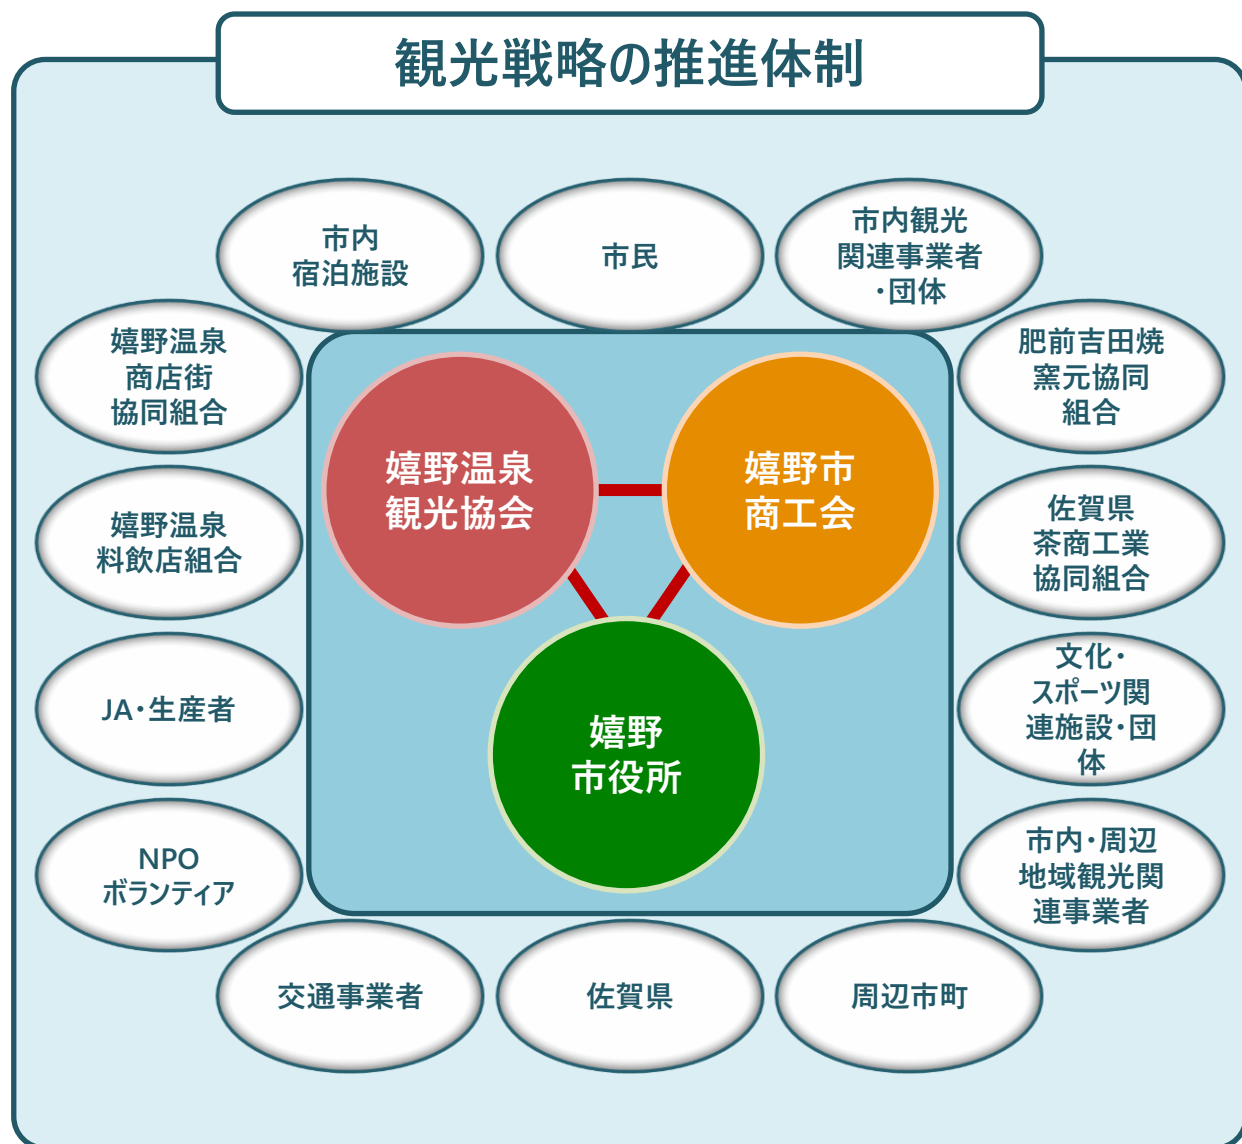 観光戦略の推進体制
市内
宿泊施設
市民
市内観光
関連事業者
・団体
嬉野温泉
商店街
協同組合
肥前吉田焼
窯元協同
組合
嬉野温泉
観光協会
嬉野市
商工会
嬉野温泉
料飲店組合
佐賀県
茶商工業
協同組合
JA・生産者
嬉野
市役所
文化・
スポーツ関
連施設・団
体
NPO
ボランティア
市内・周辺
地域観光関
連事業者
交通事業者
佐賀県
周辺市町